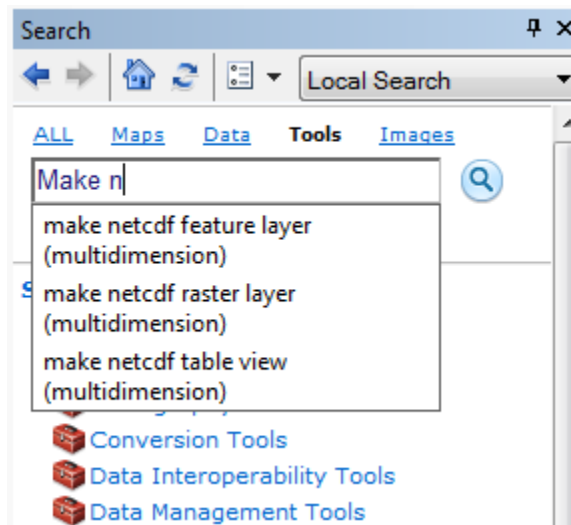 Search
Local Search
ALL Maps Data Tools Images
Make n
make netcdf feature layer
(multidimension)
make netcdf raster layer
(multidimension)
make netcdf table view
(multidimension)
Conversion Tools
Data Interoperability Tools
Data Management Tools